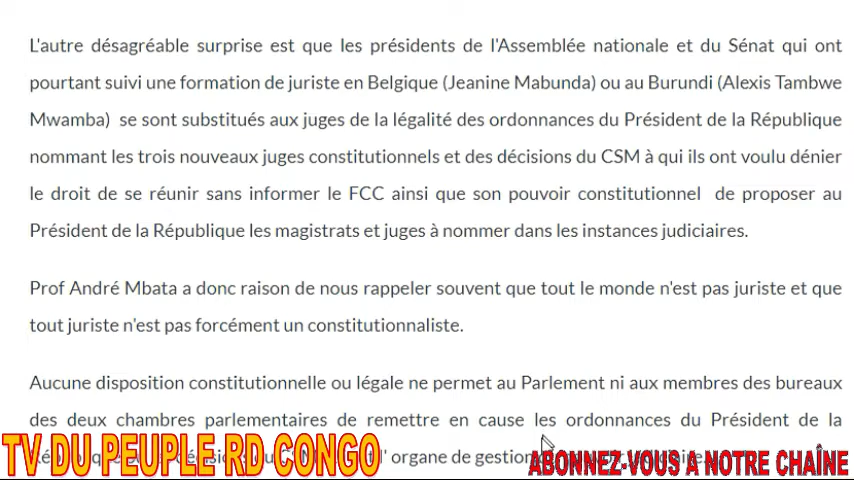 L'autre désagréable surprise est que les présidents de l'Assemblée nationale et du Sénat qui ont
pourtant suivi une formation de juriste en Belgique (Jeanine Mabunda) ou au Burundi (Alexis Tambwe
Mwamba) se sont substitués aux juges de la légalité des ordonnances du Président de la République
nommant les trois nouveaux juges constitutionnels et des décisions du CSM à qui ils ont voulu dénier
le droit de se réunir sans informer le FCC ainsi que son pouvoir constitutionnel de proposer au
Président de la République les magistrats et juges à nommer dans les instances judiciaires.
Prof André Mbata a donc raison de nous rappeler souvent que tout le monde n'est pas juriste et que
tout juriste n'est pas forcément un constitutionnaliste.
Aucune disposition constitutionnelle ou légale ne permet au Parlement ni aux membres des bureaux
des deux chambres parlementaires de remettre en cause les ordonnances du Président de la
organe de gestion
TV DU PEUPLE RD CONGO
ABONNEZ-VOUS A NOTRE CHAÎNE